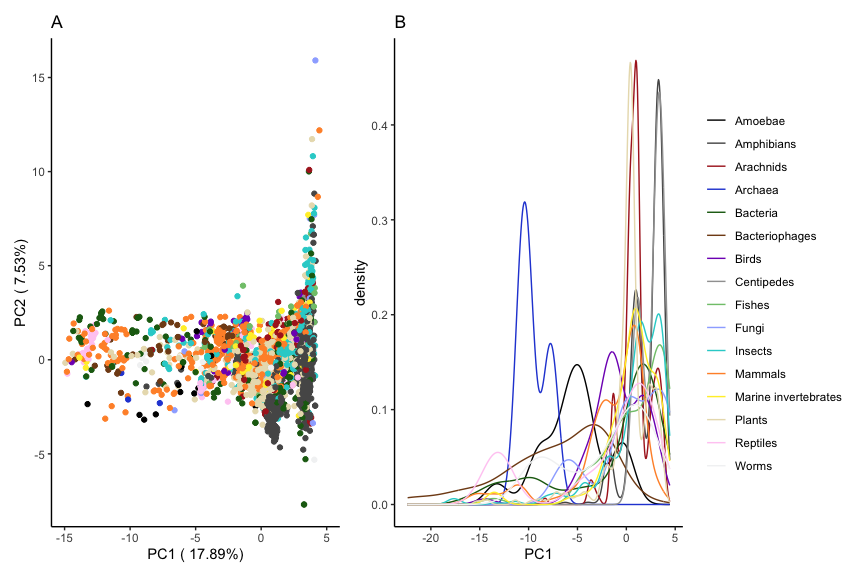 A
15
10
5
0
-5
PC2 ( 7.53%)
-15
-10
-5
0
5
PC1 ( 17.89%)
B
0.4
0.3
0.2
0.1
0.0
density
-20
-15
-10
-5
0
5
PC1
Amoebae
Amphibians
Arachnids
Archaea
Bacteria
Bacteriophages
Birds
Centipedes
Fishes
Fungi
Insects
Mammals
Marine invertebrates
Plants
Reptiles
Worms